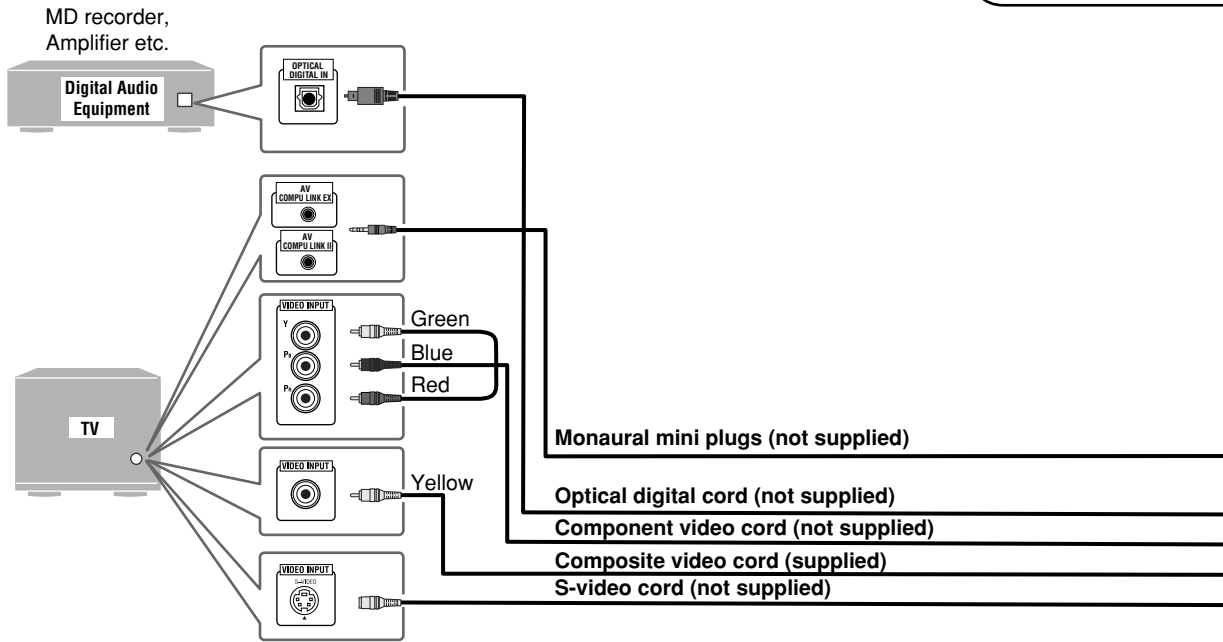 MD recorder,
Amplifier etc.
Digital Audio
Equipment
OPTICAL
DIGITAL IN
AV
COMPU LINK EX
AV
COMPU LINK II
VIDEO INPUT
Y
PB
PR
Green
Blue
Red
TV
VIDEO INPUT
Yellow
VIDEO INPUT
S-VIDEO
Monaural mini plugs (not supplied)
Optical digital cord (not supplied)
Component video cord (not supplied)
Composite video cord (supplied)
S-video cord (not supplied)